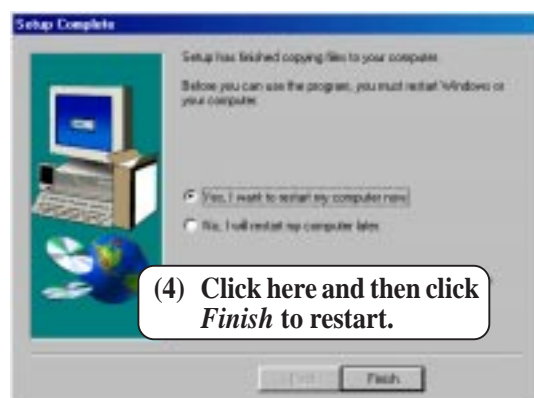 Setup Complete
Setup has finished copying files to your computer.
Before you can use the program, you must restart Windows or
your computer.
Yes, I want to restart my computer now.
No, I will restart my computer later.
(4) Click here and then click
Finish to restart.
Finish